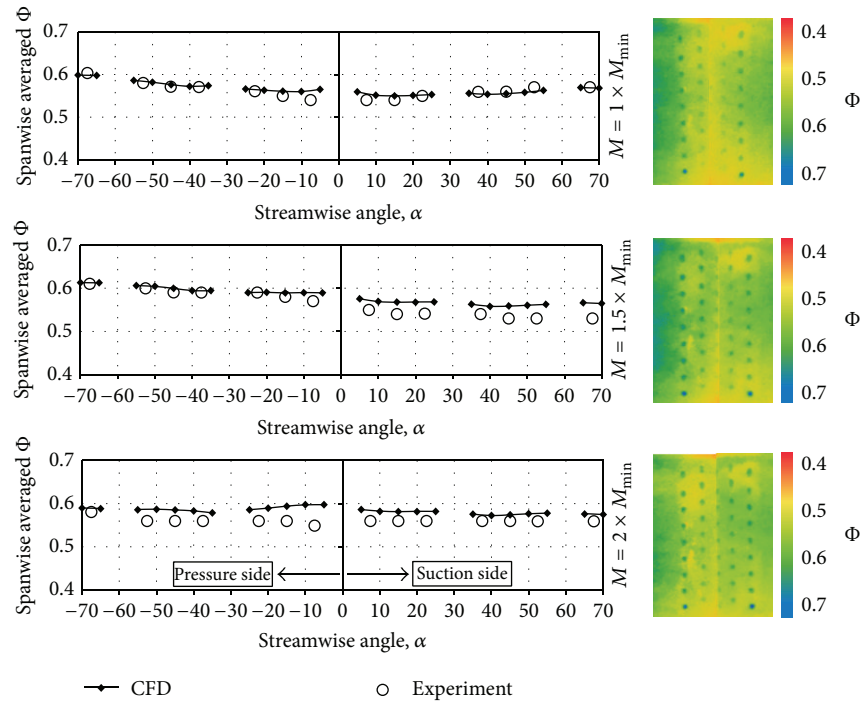 Spanwise averaged Φ
0.7
0.6
0.5
0.4
−70 −60 −50 −40 −30 −20 −10 0 10 20 30 40 50 60 70
Streamwise angle, α
M = 1 × Mmin
0.4
0.5
0.6
0.7
Φ
Spanwise averaged Φ
0.7
0.6
0.5
0.4
−70 −60 −50 −40 −30 −20 −10 0 10 20 30 40 50 60 70
Streamwise angle, α
M = 1.5 × Mmin
0.4
0.5
0.6
0.7
Φ
Spanwise averaged Φ
0.7
0.6
0.5
0.4
Pressure side
Suction side
−70 −60 −50 −40 −30 −20 −10 0 10 20 30 40 50 60 70
Streamwise angle, α
M = 2 × Mmin
0.4
0.5
0.6
0.7
Φ
CFD
Experiment